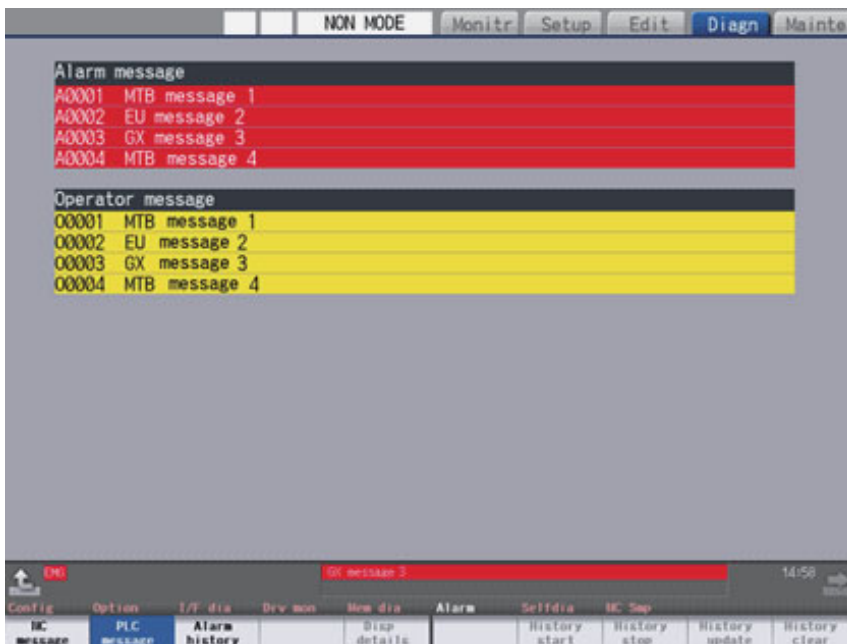 NON MODE Monitr Setup Edit Diagn Mainte
Alarm message
A0001 MTB message 1
A0002 EU message 2
A0003 GX message 3
A0004 MTB message 4
Operator message
O0001 MTB message 1
O0002 EU message 2
O0003 GX message 3
O0004 MTB message 4
EMG GX message 3 14:58
Config Option I/F dia Drv mon Mem dia Alarm Selfdia NC Smp
NC message PLC message Alarm history Disp details History start History stop History update History clear